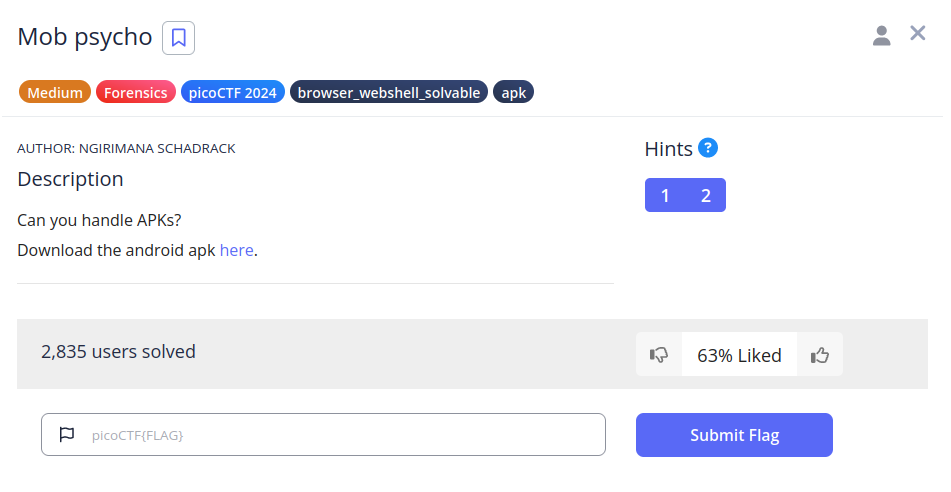 Mob psycho
Medium Forensics picoCTF 2024 browser_webshell_solvable apk
AUTHOR: NGIRIMANA SCHADRACK
Description
Can you handle APKs?
Download the android apk here.
Hints ?
1 2
2,835 users solved
63% Liked
picoCTF{FLAG}
Submit Flag